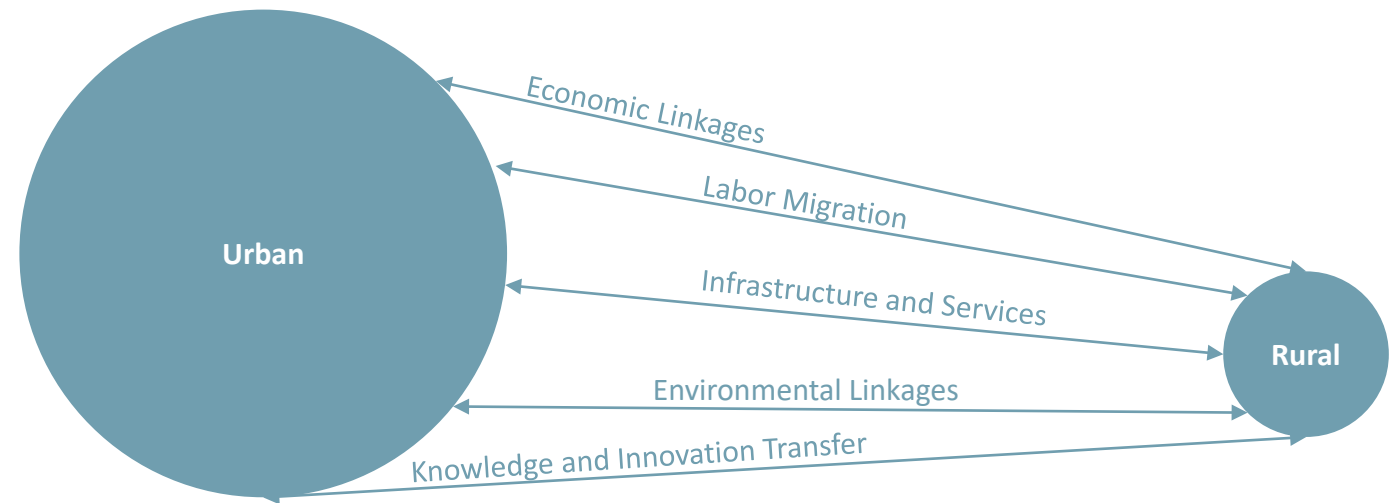 Economic Linkages
Labor Migration
Urban
Infrastructure and Services
Rural
Environmental Linkages
Knowledge and Innovation Transfer